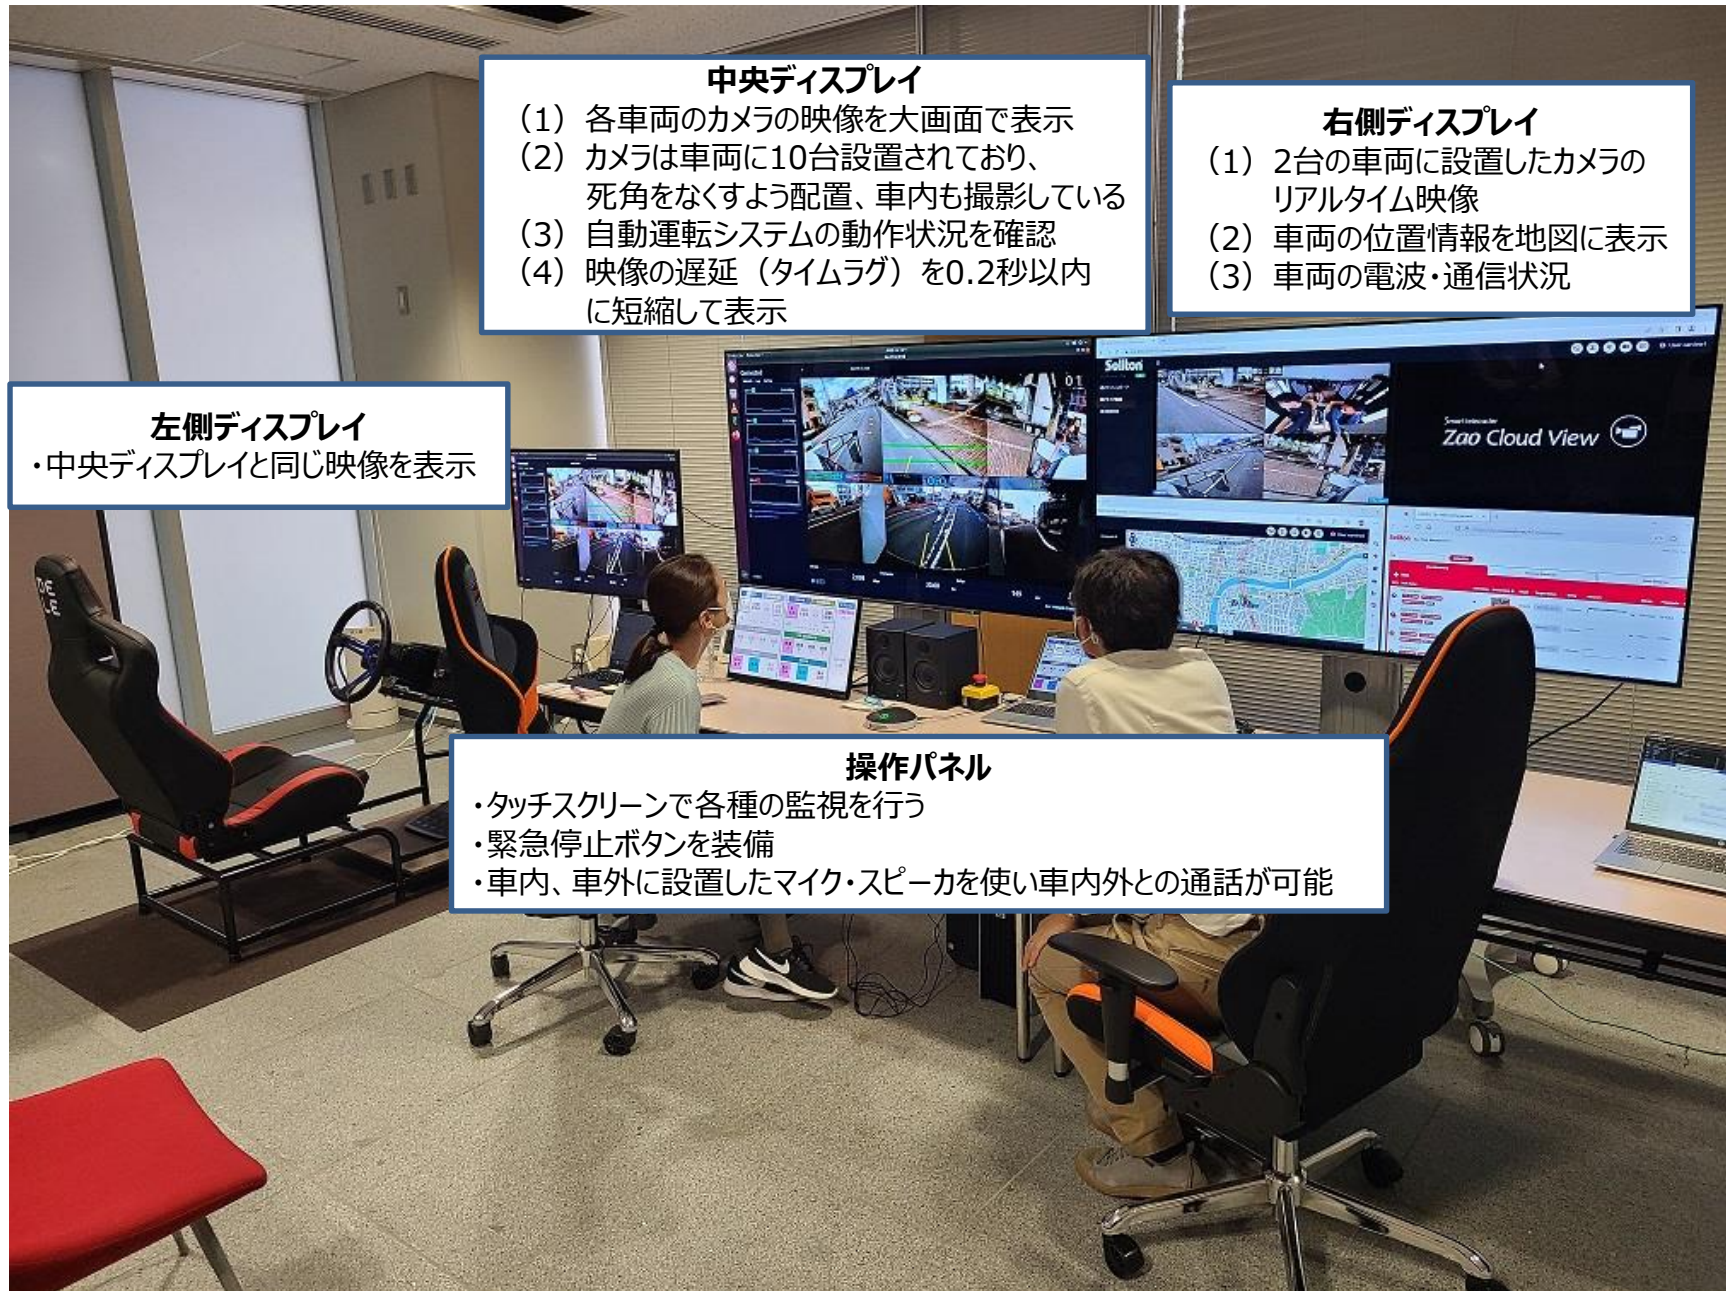 中央ディスプレイ
（1）各車両のカメラの映像を大画面で表示
（2）カメラは車両に10台設置されており、
死角をなくすよう配置、車内も撮影している
（3）自動運転システムの動作状況を確認
（4）映像の遅延（タイムラグ）を0.2秒以内
に短縮して表示
右側ディスプレイ
（1）2台の車両に設置したカメラの
リアルタイム映像
（2）車両の位置情報を地図に表示
（3）車両の電波・通信状況
左側ディスプレイ
・中央ディスプレイと同じ映像を表示
Soliton
01
Zao Cloud View
操作パネル
・タッチスクリーンで各種の監視を行う
・緊急停止ボタンを装備
・車内、車外に設置したマイク・スピーカを使い車内外との通話が可能